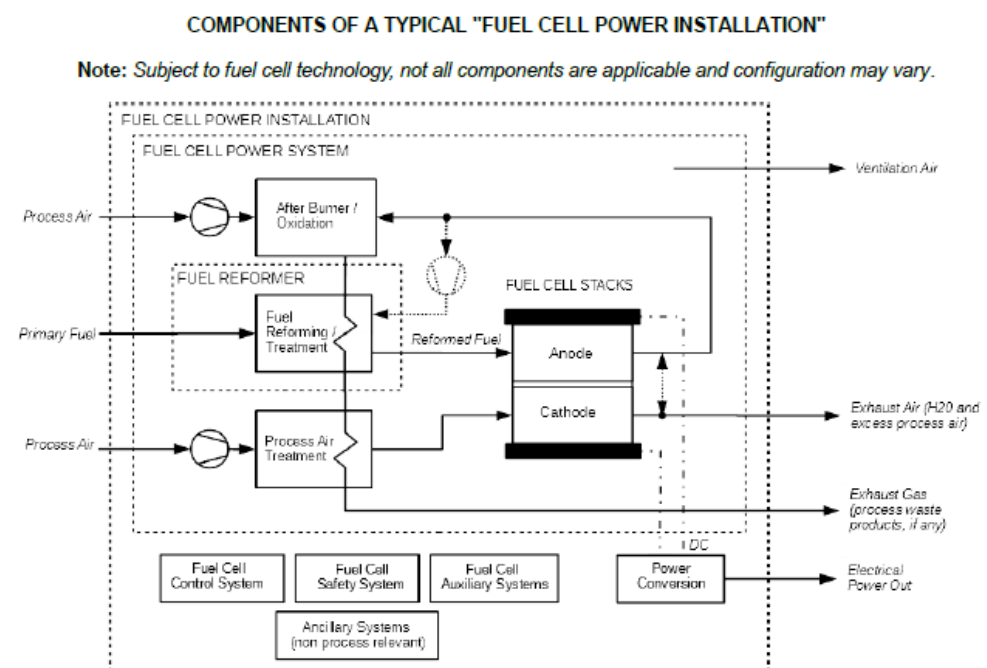 COMPONENTS OF A TYPICAL "FUEL CELL POWER INSTALLATION"
Note: Subject to fuel cell technology, not all components are applicable and configuration may vary.
FUEL CELL POWER INSTALLATION
FUEL CELL POWER SYSTEM
Ventilation Air
Process Air
After Burner /
Oxidation
FUEL REFORMER
FUEL CELL STACKS
Primary Fuel
Fuel
Reforming /
Treatment
Reformed Fuel
Anode
Cathode
Exhaust Air (H20 and
excess process air)
Process Air
Process Air
Treatment
Exhaust Gas
(process waste
products, if any)
DC
Fuel Cell
Control System
Fuel Cell
Safety System
Fuel Cell
Auxiliary Systems
Power
Conversion
Electrical
Power Out
Ancillary Systems
(non process relevant)